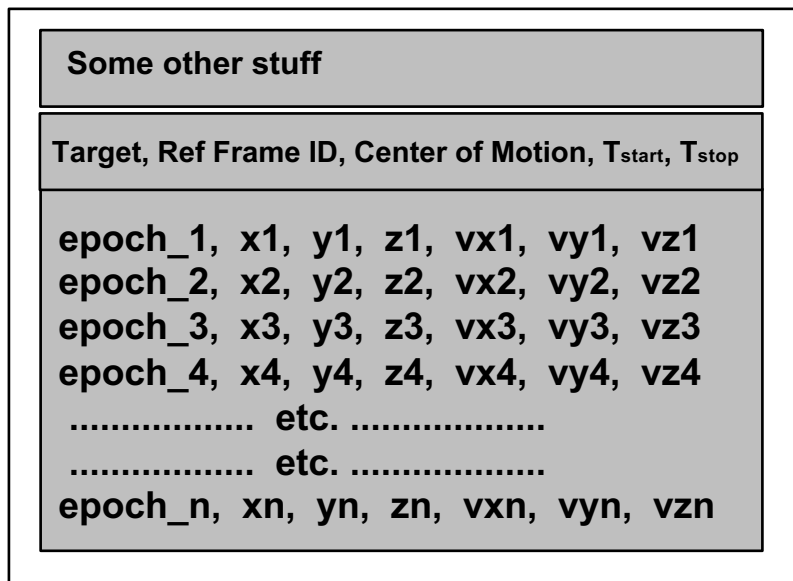 Some other stuff
Target, Ref Frame ID, Center of Motion, Tstart, Tstop
epoch_1, x1, y1, z1, vx1, vy1, vz1
epoch_2, x2, y2, z2, vx2, vy2, vz2
epoch_3, x3, y3, z3, vx3, vy3, vz3
epoch_4, x4, y4, z4, vx4, vy4, vz4
.................. etc. ...................
.................. etc. ...................
epoch_n, xn, yn, zn, vxn, vyn, vzn